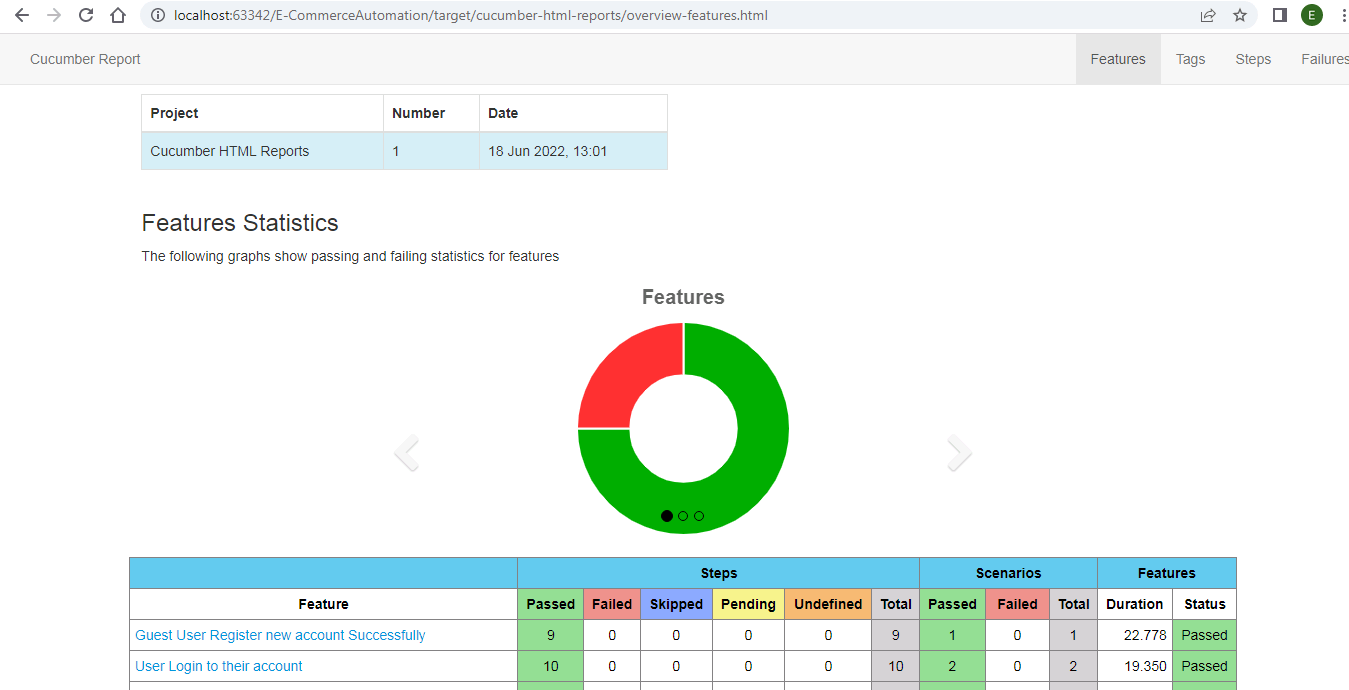 localhost:63342/E-CommerceAutomation/target/cucumber-html-reports/overview-features.html
E
Cucumber Report Features Tags Steps Failures
Project Number Date
Cucumber HTML Reports 1 18 Jun 2022, 13:01
Features Statistics
The following graphs show passing and failing statistics for features
Features
Steps Scenarios Features
Feature Passed Failed Skipped Pending Undefined Total Passed Failed Total Duration Status
Guest User Register new account Successfully 9 0 0 0 0 9 1 0 1 22.778 Passed
User Login to their account 10 0 0 0 0 10 2 0 2 19.350 Passed